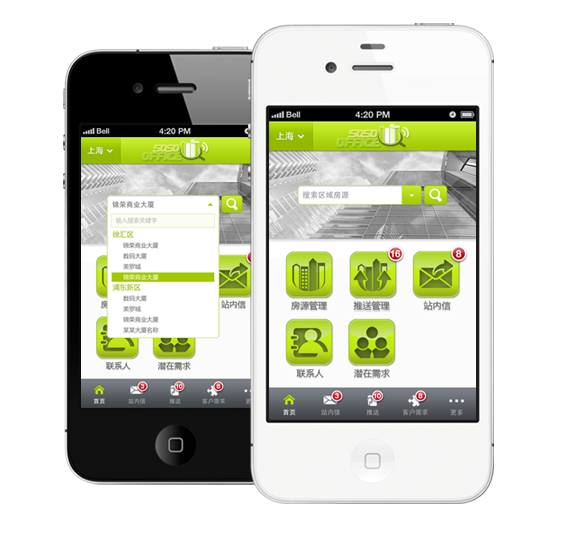 Bell 4:20 PM
上海
SOSO
OFFICE
锦荣商业大厦
输入搜索关键字
徐汇区
锦荣商业大厦
数码大厦
美罗城
锦荣商业大厦
浦东新区
数码大厦
美罗城
锦荣商业大厦
某某大厦名称
房
联系人
潜在需求
首页
站内信
3
推送
10
客户需求
8
更
Bell 4:20 PM
上海
SOSO
OFFICE
搜索区域房源
房源管理
推送管理
16
站内信
8
联系人
潜在需求
首页
站内信
3
推送
10
客户需求
8
更多